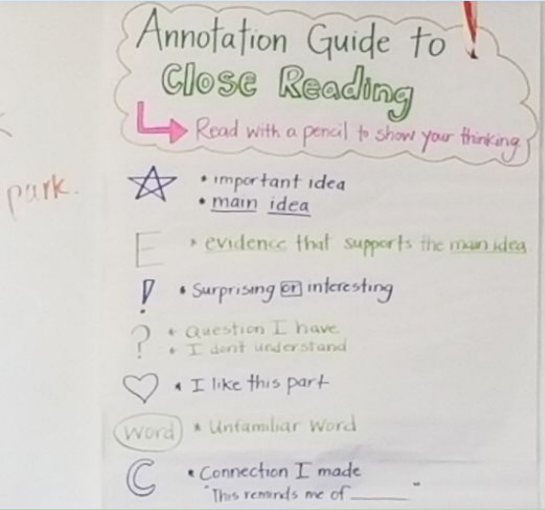 Annotation Guide to
Close Reading
Read with a pencil to show your thinking
park.
• important idea
• main idea
E • evidence that supports the main idea
! • Surprising or interesting
? • Question I have
• I don't understand
• I like this part
word • Unfamiliar Word
C • Connection I made
"This reminds me of ______"